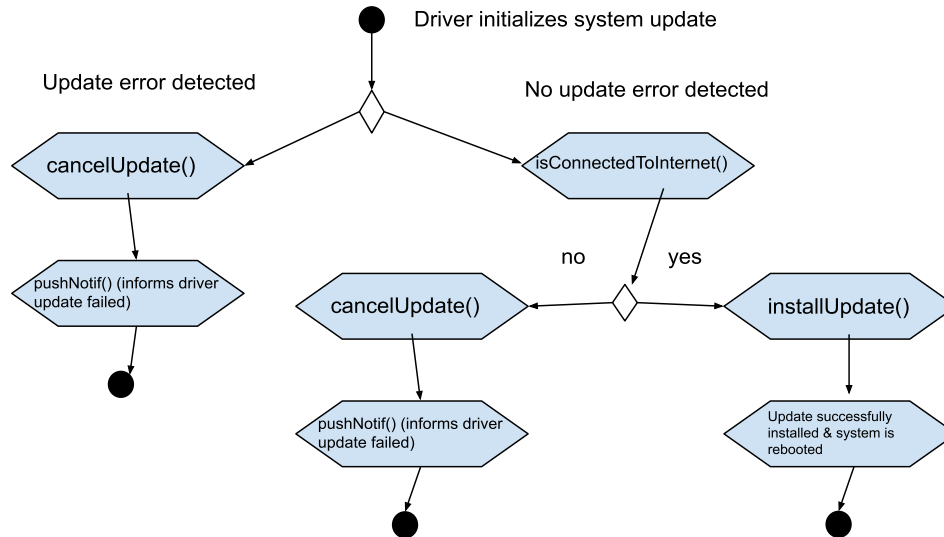 Driver initializes system update
Update error detected
No update error detected
cancelUpdate()
isConnectedToInternet()
pushNotif() (informs driver
update failed)
no
yes
cancelUpdate()
installUpdate()
pushNotif() (informs driver
update failed)
Update successfully
installed & system is
rebooted